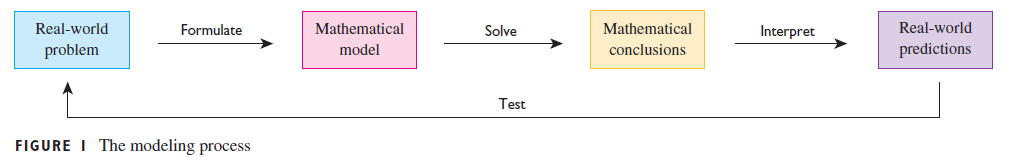 Real-world
problem
Formulate
Mathematical
model
Solve
Mathematical
conclusions
Interpret
Real-world
predictions
Test
FIGURE 1 The modeling process